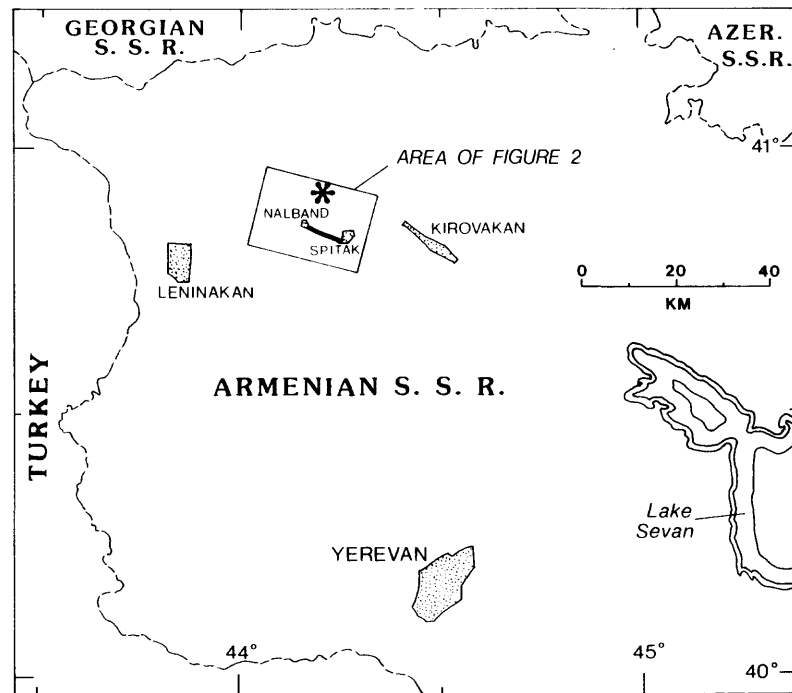 GEORGIAN
S. S. R.
AZER.
S.S.R.
41°
AREA OF FIGURE 2
NALBAND
SPITAK
KIROVAKAN
LENINAKAN
0 20 40
KM
TURKEY
ARMENIAN S. S. R.
Lake
Sevan
YEREVAN
44°
45°
40°